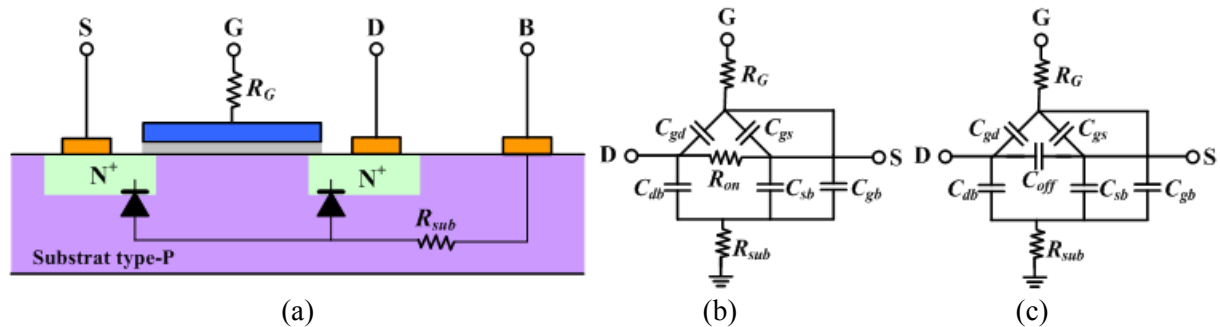 S G D B
R_G
N⁺ N⁺
R_sub
Substrat type-P
(a)
G
R_G
C_gd C_gs
D S
R_on
C_db C_sb C_gb
R_sub
(b)
G
R_G
C_gd C_gs
D S
C_off
C_db C_sb C_gb
R_sub
(c)